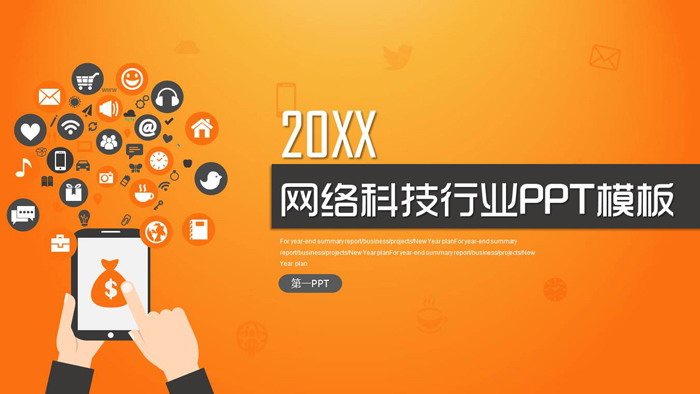 www
20XX
网络科技行业PPT模板
For year-end summary report/business/projects/New Year planFor year-end summary
report/business/projects/New Year planFor year-end summary report/business/projects/New
Year plan
第一PPT